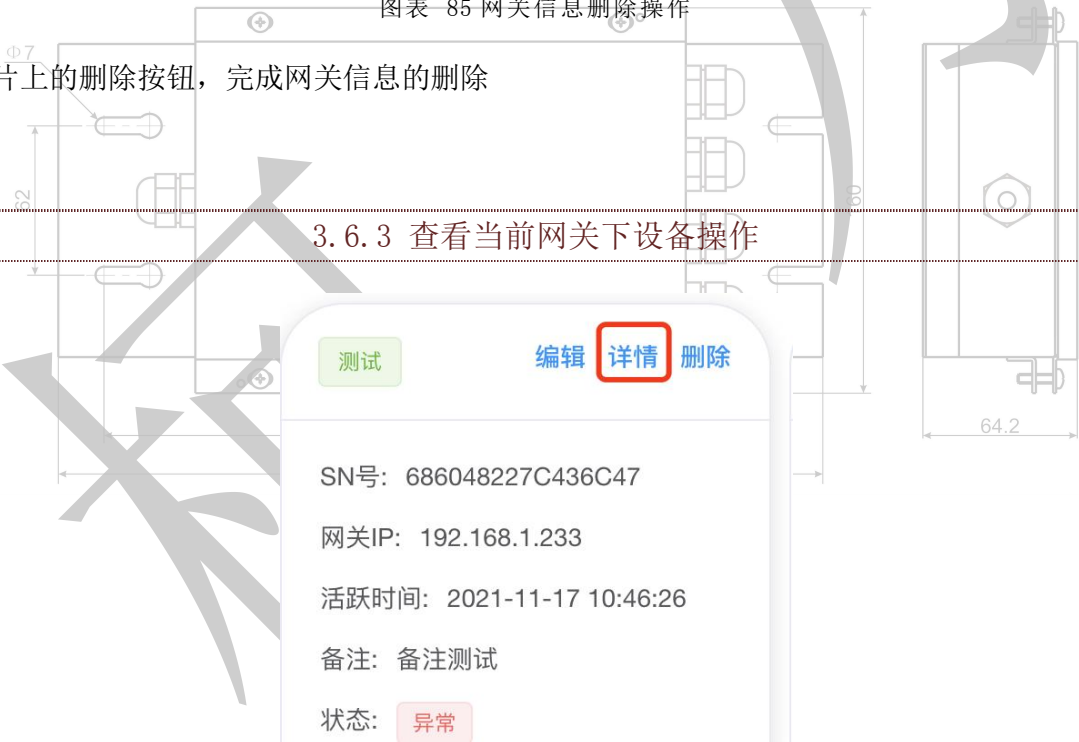 图表 85 网关信息删除操作
Φ7
片上的删除按钮，完成网关信息的删除
62
60
3.6.3 查看当前网关下设备操作
测试 编辑 详情 删除
64.2
SN号: 686048227C436C47
网关IP: 192.168.1.233
活跃时间: 2021-11-17 10:46:26
备注: 备注测试
状态: 异常